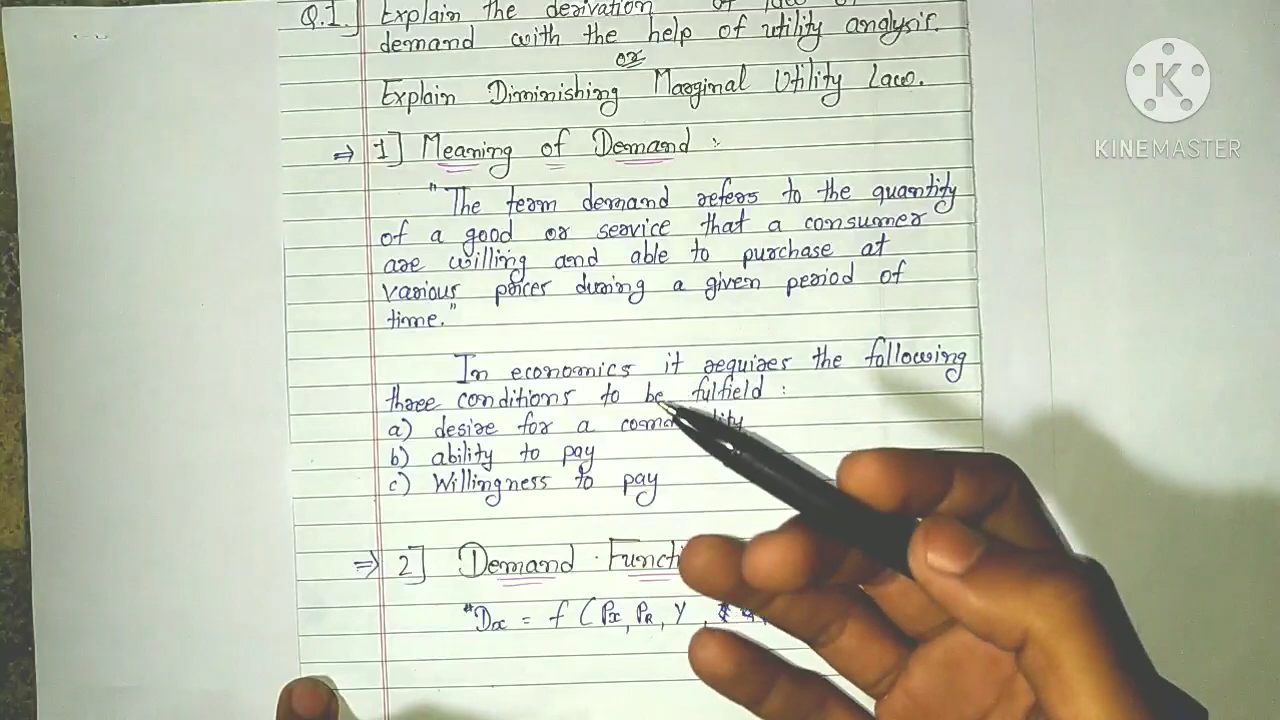 Q.1] Explain the derivation of law of
demand with the help of utility analysis.
or
Explain Diminishing Marginal Utility Law.
⇒ 1] Meaning of Demand :
"The term demand refers to the quantity
of a good or service that a consumer
are willing and able to purchase at
various prices during a given period of
time."
In economics it requires the following
three conditions to be fulfield :
a) desire for a
b) ability to pay
c) Willingness to pay
⇒ 2] Demand
"Dx = f (Px, PR, Y,
K
KINEMASTER